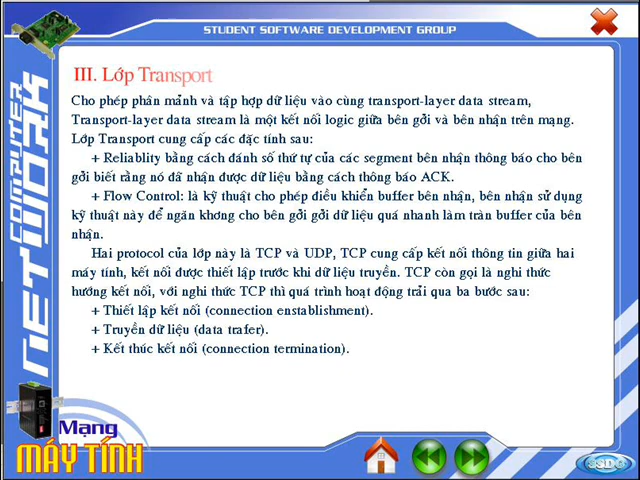 STUDENT SOFTWARE DEVELOPMENT GROUP
COMPUTER
NETWORK
III. Lớp Transport
Cho phép phân mảnh và tập hợp dữ liệu vào cùng transport-layer data stream,
Transport-layer data stream là một kết nối logic giữa bên gởi và bên nhận trên mạng.
Lớp Transport cung cấp các đặc tính sau:
+ Reliablity bằng cách đánh số thứ tự của các segment bên nhận thông báo cho bên
gởi biết rằng nó đã nhận được dữ liệu bằng cách thông báo ACK.
+ Flow Control: là kỹ thuật cho phép điều khiển buffer bên nhận, bên nhận sử dụng
kỹ thuật này để ngăn khơng cho bên gởi gởi dữ liệu quá nhanh làm tràn buffer của bên
nhận.
Hai protocol của lớp này là TCP và UDP, TCP cung cấp kết nối thông tin giữa hai
máy tính, kết nối được thiết lập trước khi dữ liệu truyền. TCP còn gọi là nghi thức
hướng kết nối, với nghi thức TCP thì quá trình hoạt động trải qua ba bước sau:
+ Thiết lập kết nối (connection enstablishment).
+ Truyền dữ liệu (data trafer).
+ Kết thúc kết nối (connection termination).
Mạng
MÁY TÍNH
SSDG